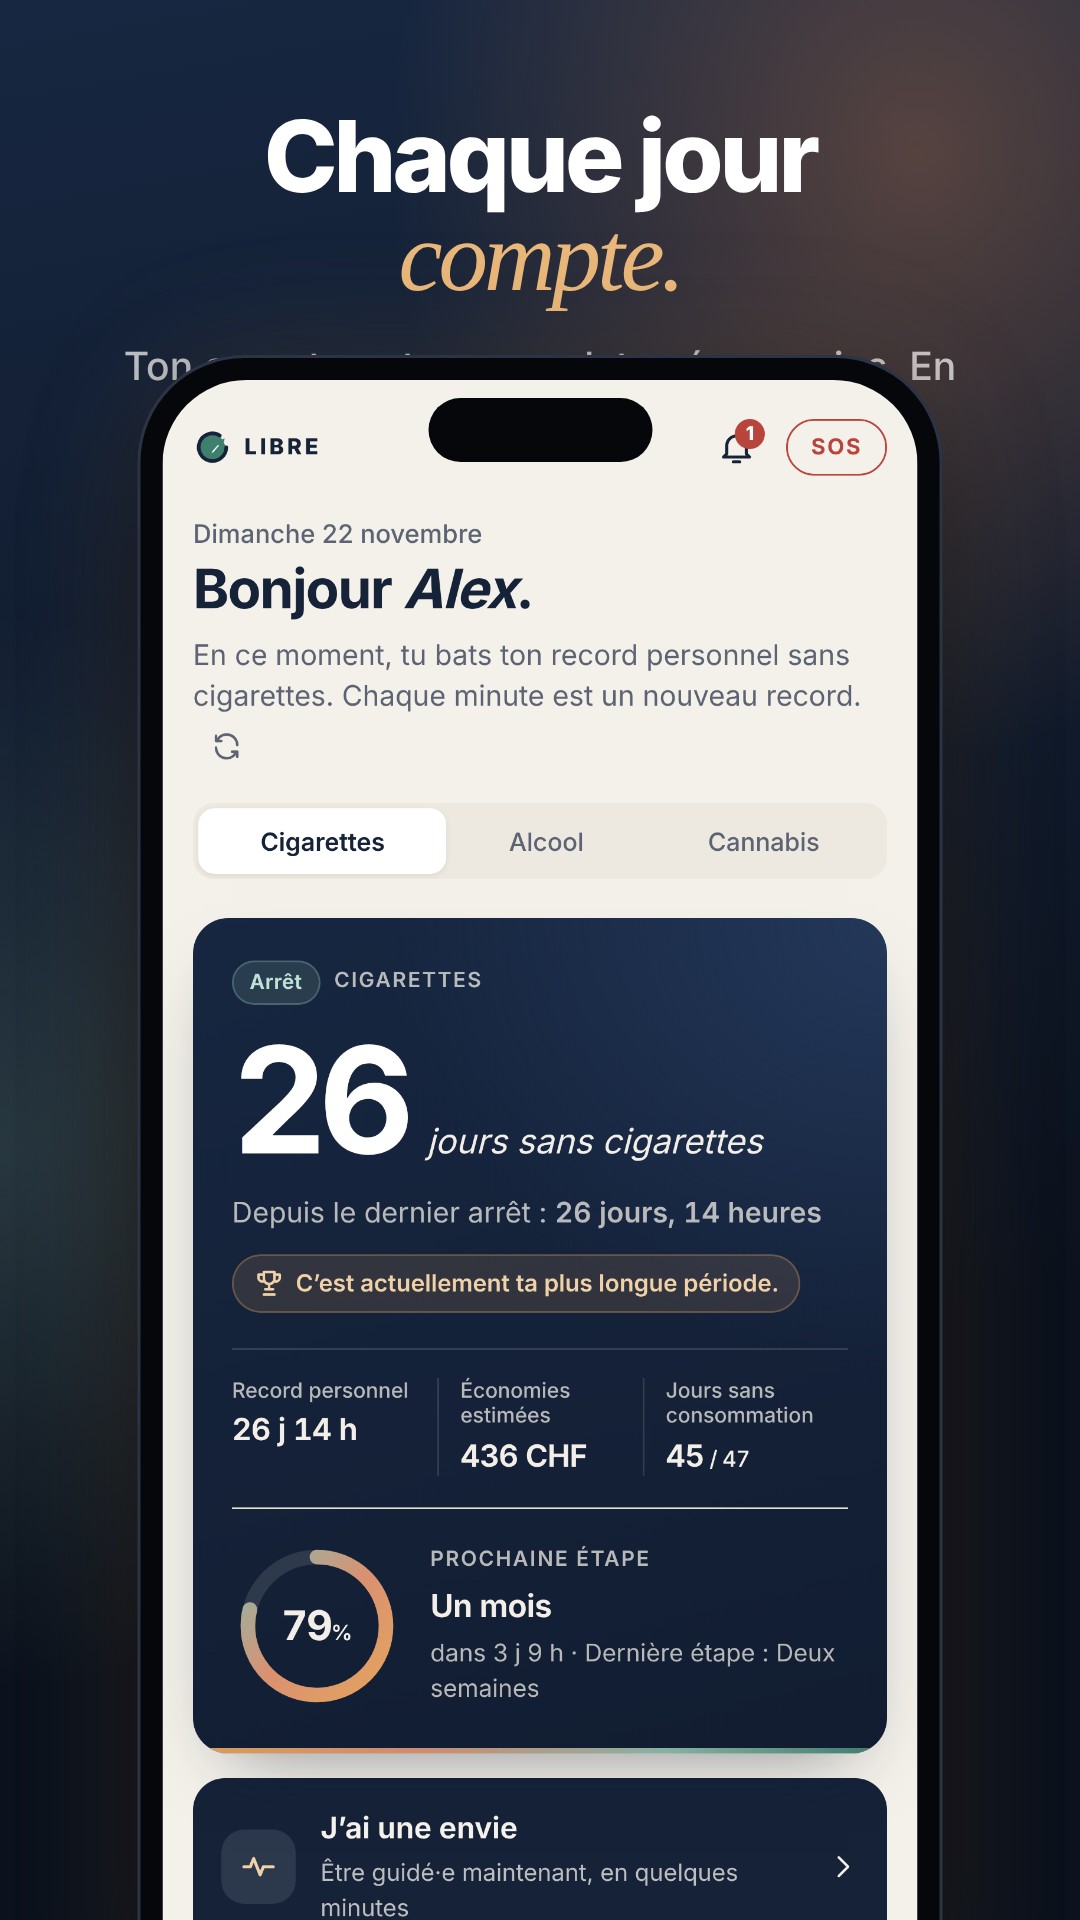 Chaque jour
compte.
Ton En
LIBRE
1
SOS
Dimanche 22 novembre
Bonjour Alex.
En ce moment, tu bats ton record personnel sans
cigarettes. Chaque minute est un nouveau record.
Cigarettes Alcool Cannabis
Arrêt CIGARETTES
26 jours sans cigarettes
Depuis le dernier arrêt : 26 jours, 14 heures
C’est actuellement ta plus longue période.
Record personnel
26 j 14 h
Économies
estimées
436 CHF
Jours sans
consommation
45 / 47
79%
PROCHAINE ÉTAPE
Un mois
dans 3 j 9 h · Dernière étape : Deux
semaines
J’ai une envie
Être guidé·e maintenant, en quelques
minutes